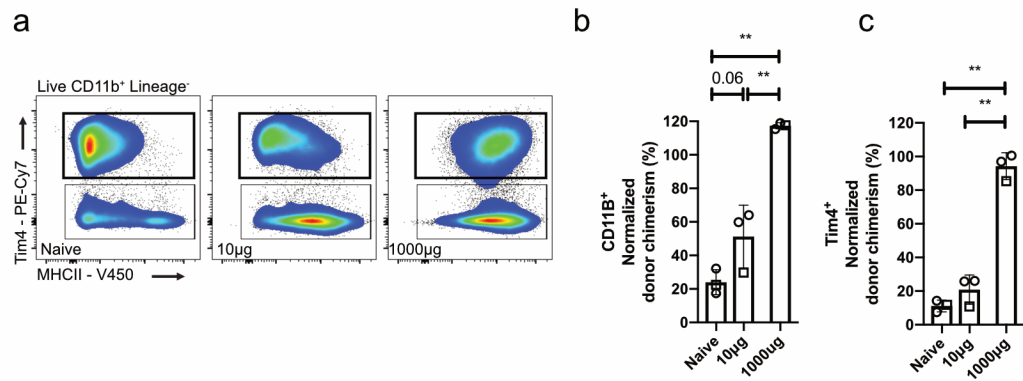 a
Live CD11b⁺ Lineage⁻
Tim4 - PE-Cy7
Naive
10µg
1000µg
MHCII - V450
b
**
0.06
**
CD11B⁺
Normalized
donor chimerism (%)
120
100
80
60
40
20
0
Naive
10µg
1000ug
c
**
**
Tim4⁺
Normalized
donor chimerism (%)
120
100
80
60
40
20
0
Naive
10µg
1000µg